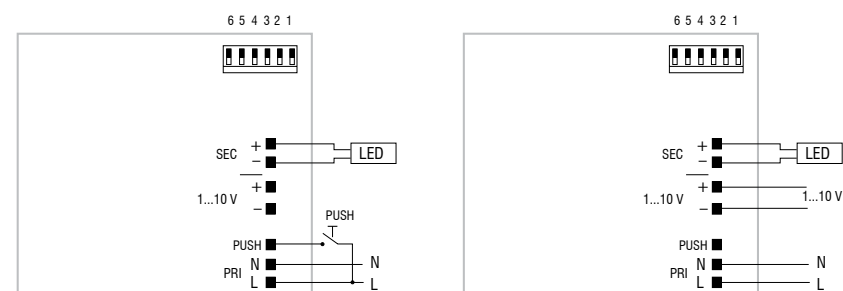 6 5 4 3 2 1
SEC + LED
–
1...10 V +
–
PUSH
PUSH
PRI N N
L L
6 5 4 3 2 1
SEC + LED
–
1...10 V + 1...10 V
–
PUSH
PRI N N
L L